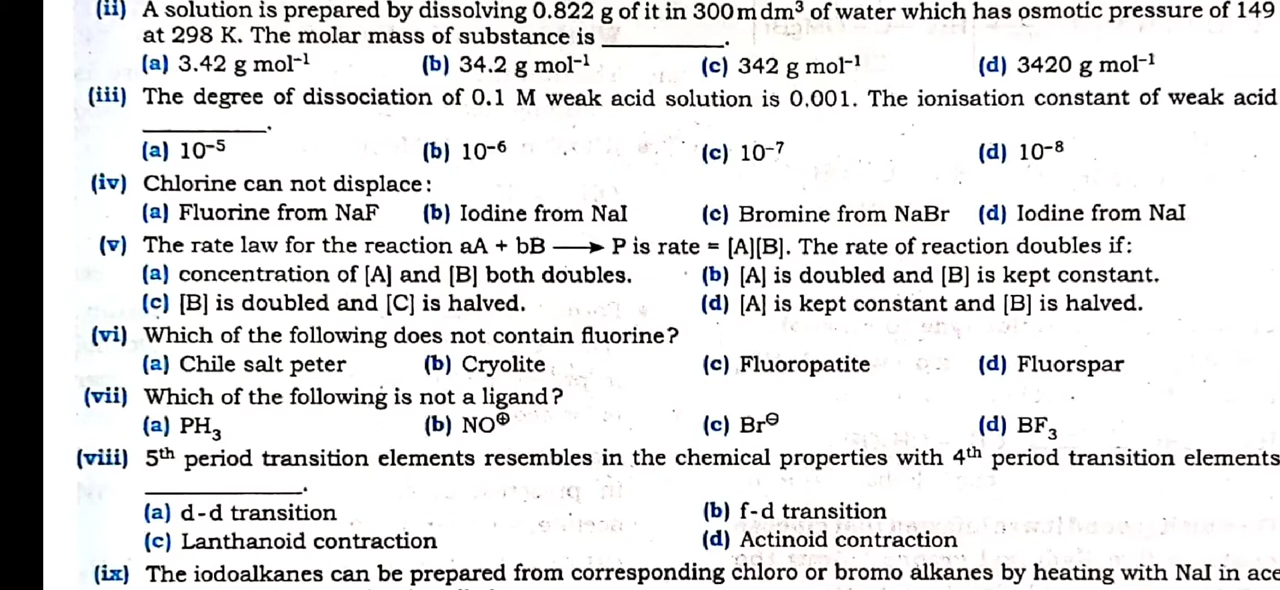 (ii) A solution is prepared by dissolving 0.822 g of it in 300 m dm³ of water which has osmotic pressure of 149
at 298 K. The molar mass of substance is __________.
(a) 3.42 g mol⁻¹ (b) 34.2 g mol⁻¹ (c) 342 g mol⁻¹ (d) 3420 g mol⁻¹
(iii) The degree of dissociation of 0.1 M weak acid solution is 0.001. The ionisation constant of weak acid
__________.
(a) 10⁻⁵ (b) 10⁻⁶ (c) 10⁻⁷ (d) 10⁻⁸
(iv) Chlorine can not displace:
(a) Fluorine from NaF (b) Iodine from NaI (c) Bromine from NaBr (d) Iodine from NaI
(v) The rate law for the reaction aA + bB ⟶ P is rate = [A][B]. The rate of reaction doubles if:
(a) concentration of [A] and [B] both doubles. (b) [A] is doubled and [B] is kept constant.
(c) [B] is doubled and [C] is halved. (d) [A] is kept constant and [B] is halved.
(vi) Which of the following does not contain fluorine?
(a) Chile salt peter (b) Cryolite (c) Fluoropatite (d) Fluorspar
(vii) Which of the following is not a ligand?
(a) PH₃ (b) NO⊕ (c) Br⊖ (d) BF₃
(viii) 5th period transition elements resembles in the chemical properties with 4th period transition elements
__________.
(a) d-d transition (b) f-d transition
(c) Lanthanoid contraction (d) Actinoid contraction
(ix) The iodoalkanes can be prepared from corresponding chloro or bromo alkanes by heating with NaI in ace